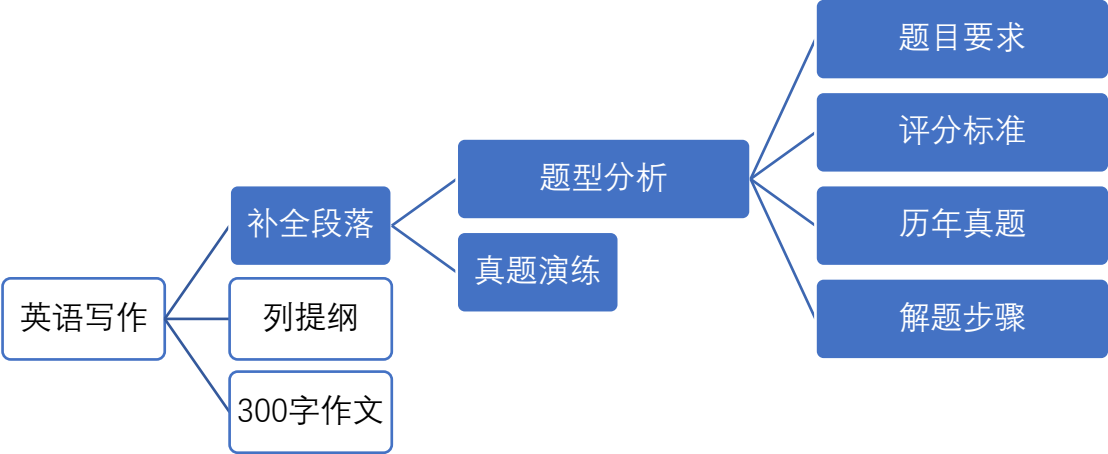 英语写作
补全段落
列提纲
300字作文
题型分析
真题演练
题目要求
评分标准
历年真题
解题步骤